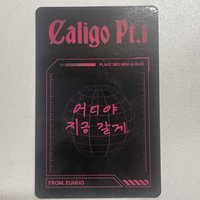 Caligo Pt.1
PLAVE 3RD MINI ALBUM
어디야
지금 갈게.
FROM. EUNHO